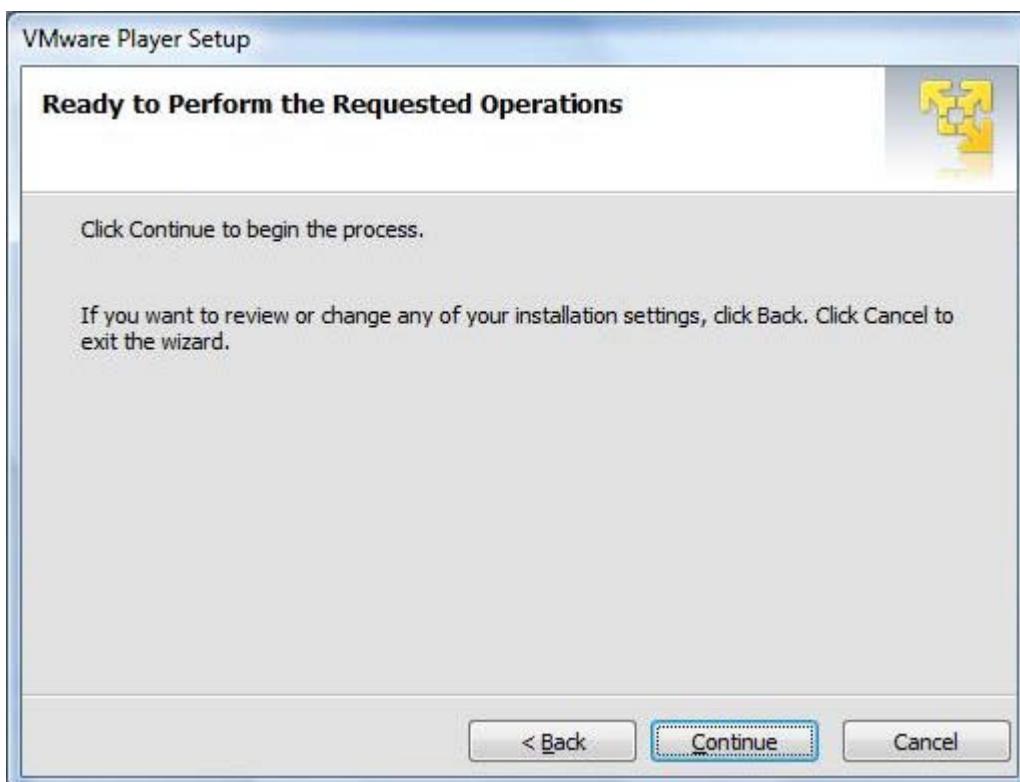 VMware Player Setup
Ready to Perform the Requested Operations
Click Continue to begin the process.
If you want to review or change any of your installation settings, click Back. Click Cancel to
exit the wizard.
< Back
Continue
Cancel